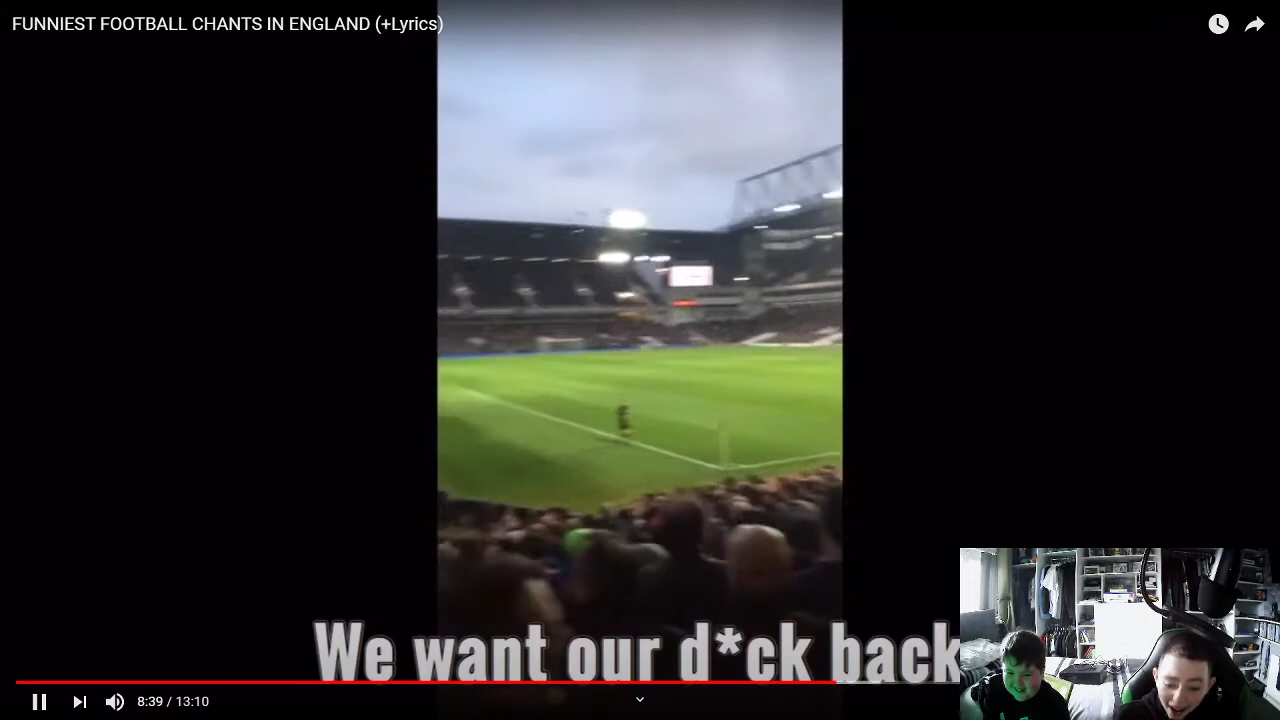 FUNNIEST FOOTBALL CHANTS IN ENGLAND (+Lyrics)
We want our d*ck back
8:39 / 13:10